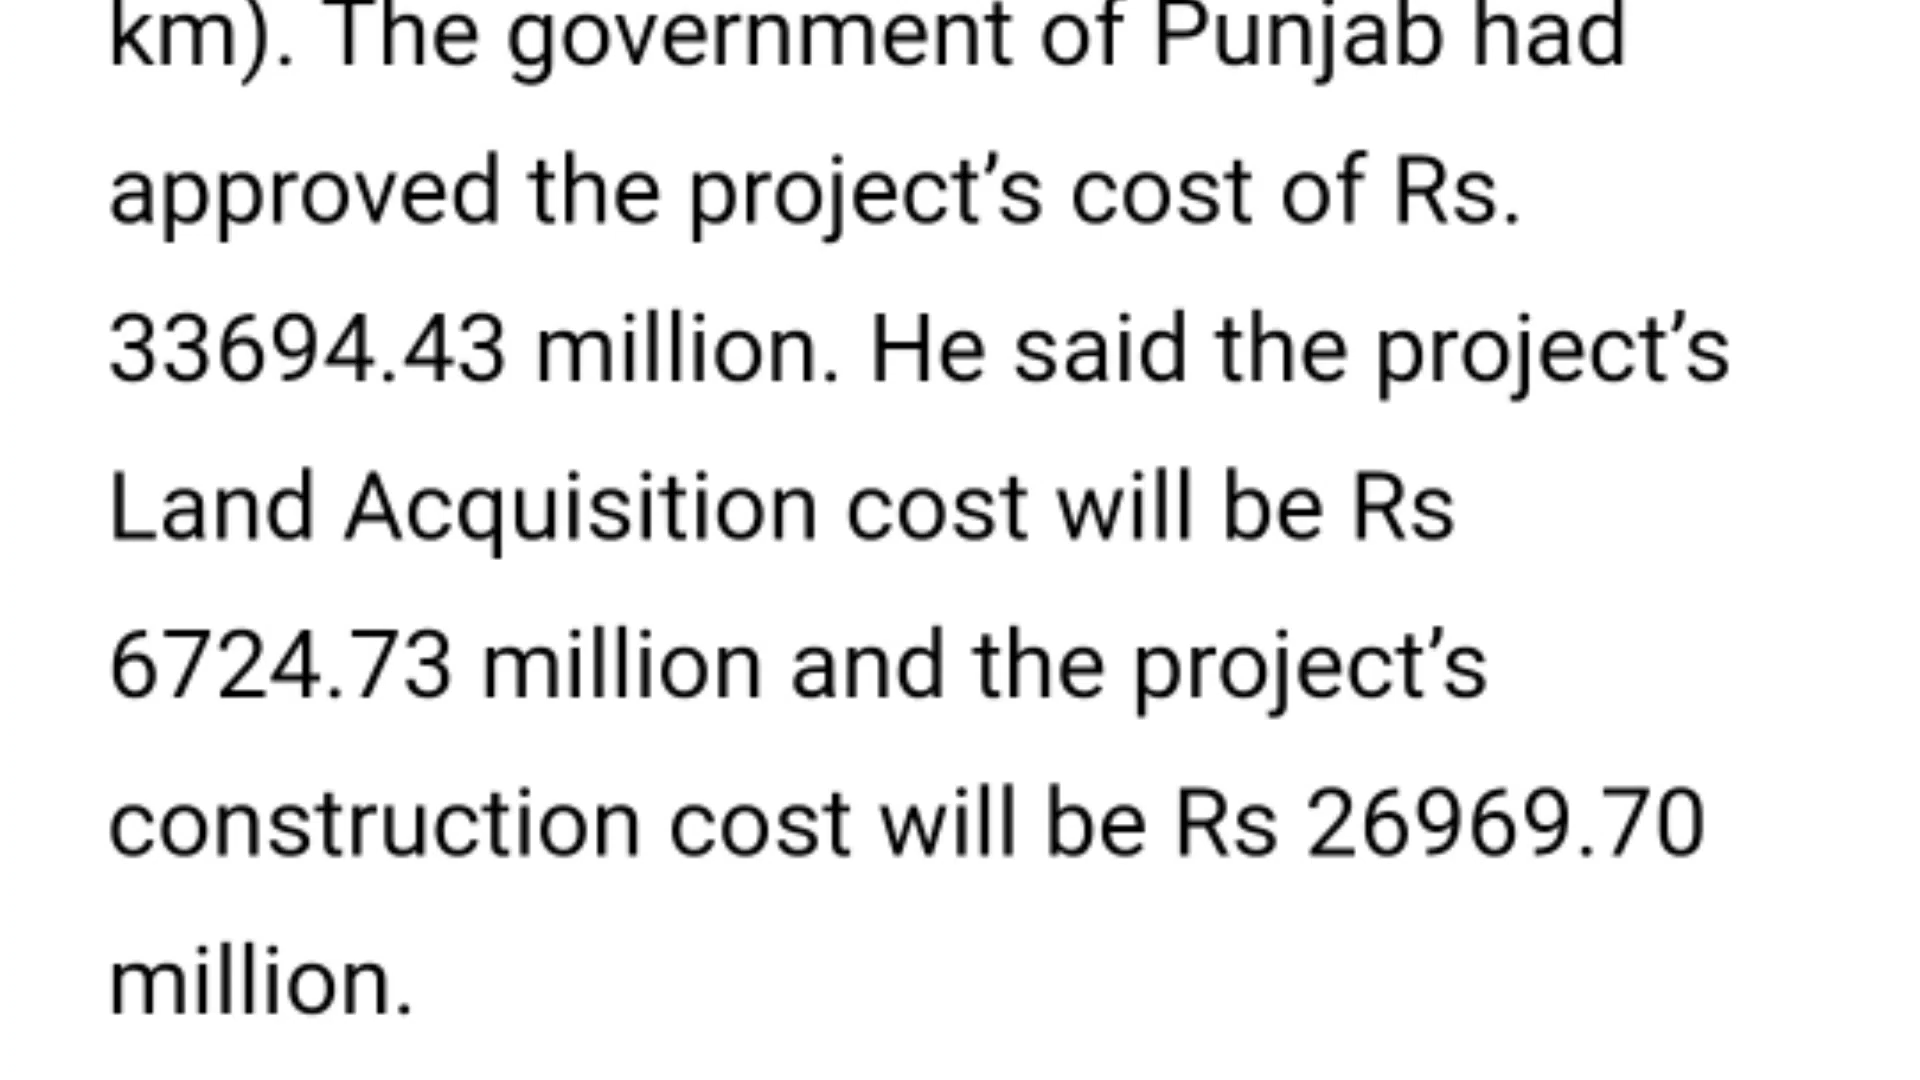 km). The government of Punjab had
approved the project’s cost of Rs.
33694.43 million. He said the project’s
Land Acquisition cost will be Rs
6724.73 million and the project’s
construction cost will be Rs 26969.70
million.